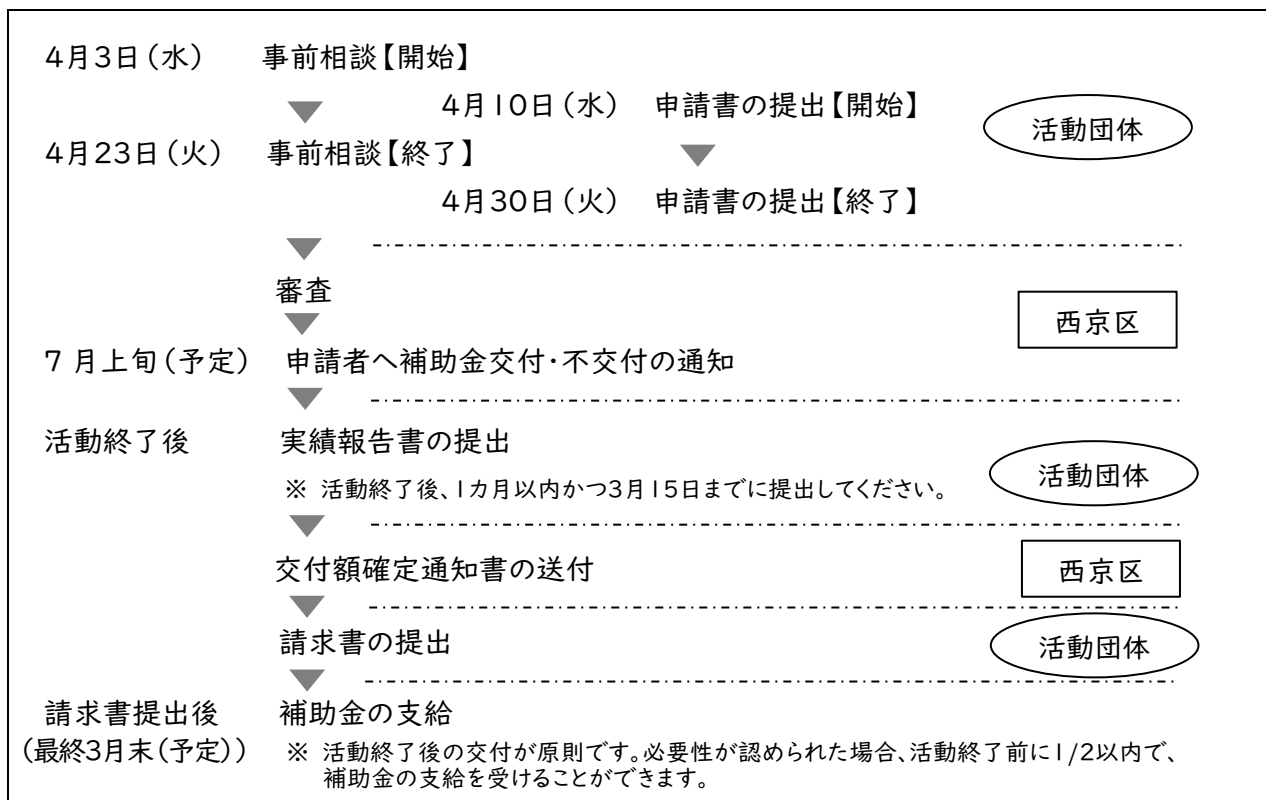 4月3日(水) 事前相談【開始】
4月10日(水) 申請書の提出【開始】
活動団体
4月23日(火) 事前相談【終了】
4月30日(火) 申請書の提出【終了】
審査
西京区
7月上旬(予定) 申請者へ補助金交付・不交付の通知
活動終了後 実績報告書の提出
活動団体
※ 活動終了後、1カ月以内かつ3月15日までに提出してください。
交付額確定通知書の送付 西京区
請求書の提出 活動団体
請求書提出後 補助金の支給
(最終3月末(予定)) ※ 活動終了後の交付が原則です。必要性が認められた場合、活動終了前に1/2以内で、
補助金の支給を受けることができます。